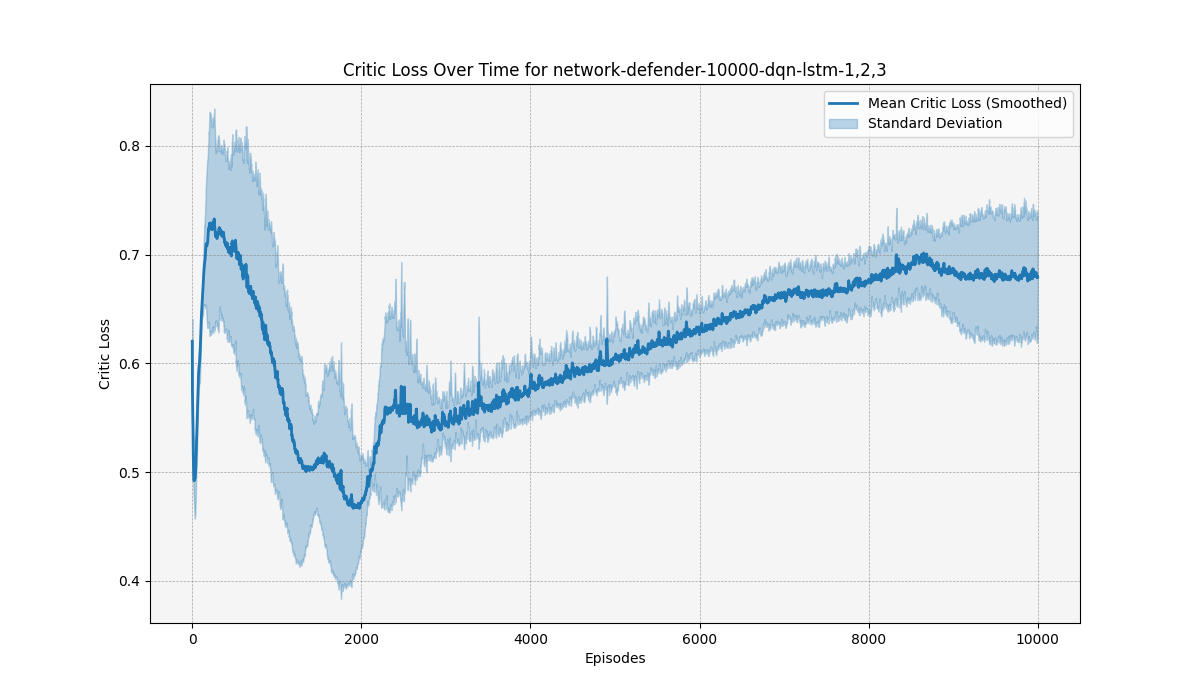 Critic Loss Over Time for network-defender-10000-dqn-lstm-1,2,3
Mean Critic Loss (Smoothed)
Standard Deviation
Critic Loss
0.8
0.7
0.6
0.5
0.4
0 2000 4000 6000 8000 10000
Episodes